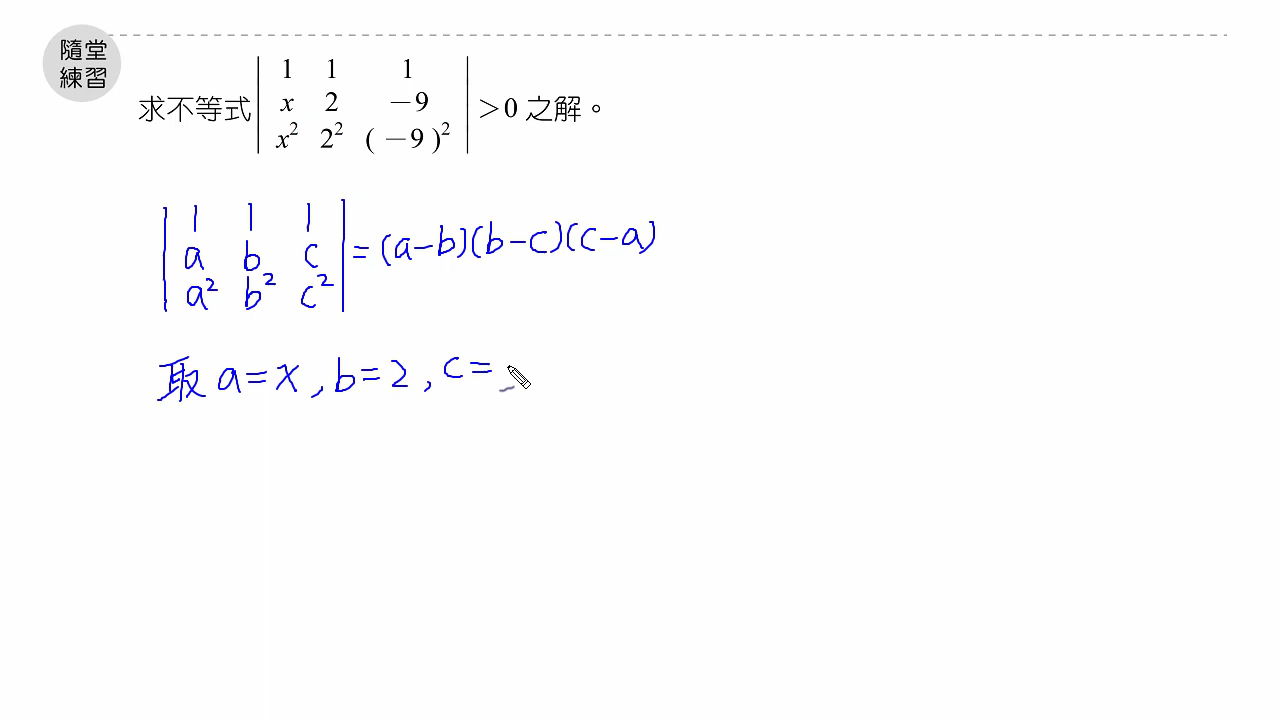 隨堂
練習
求不等式 | 1 1 1 |
| x 2 －9 | ＞0 之解。
| x² 2² (－9)² |
| 1 1 1 |
| a b c | = (a-b)(b-c)(c-a)
| a² b² c² |
取 a = x , b = 2 , c =